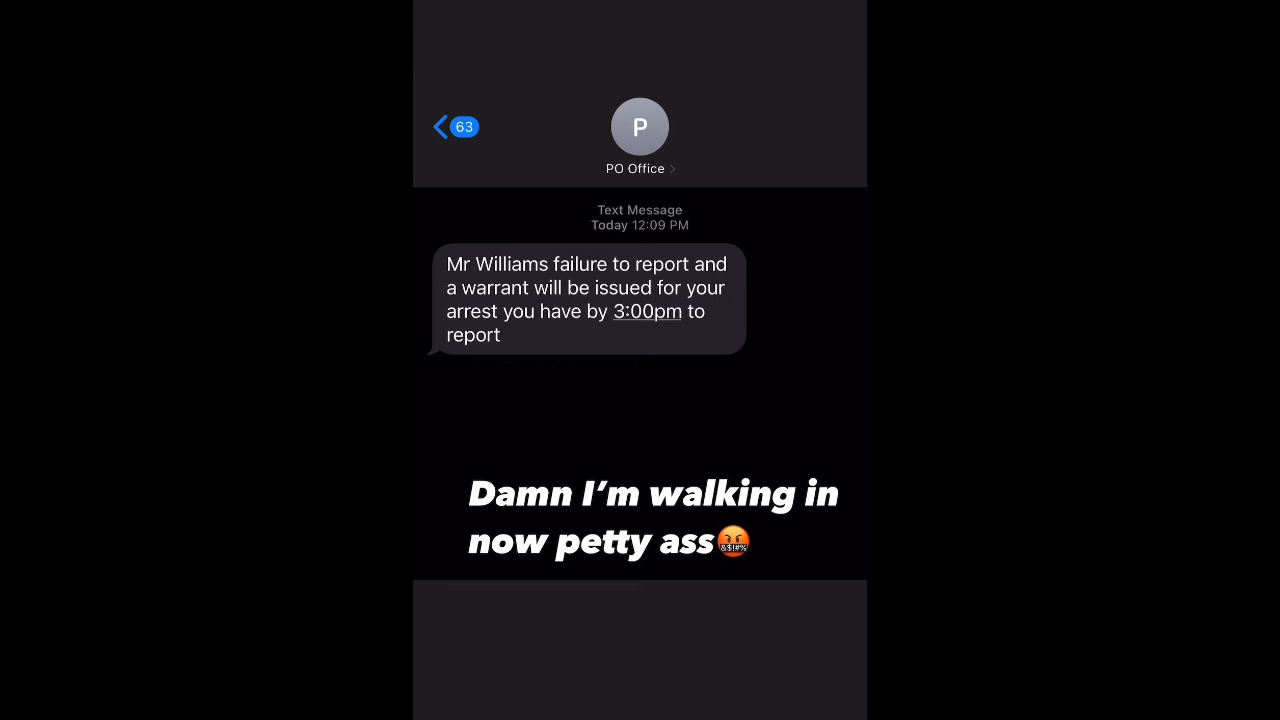 63
P
PO Office
Text Message
Today 12:09 PM
Mr Williams failure to report and
a warrant will be issued for your
arrest you have by 3:00pm to
report
Damn I’m walking in
now petty ass🤬